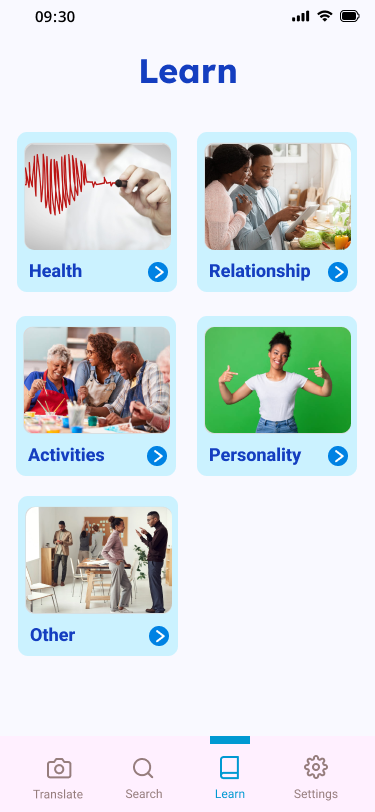 09:30
Learn
Health
Relationship
Activities
Personality
Other
Translate
Search
Learn
Settings